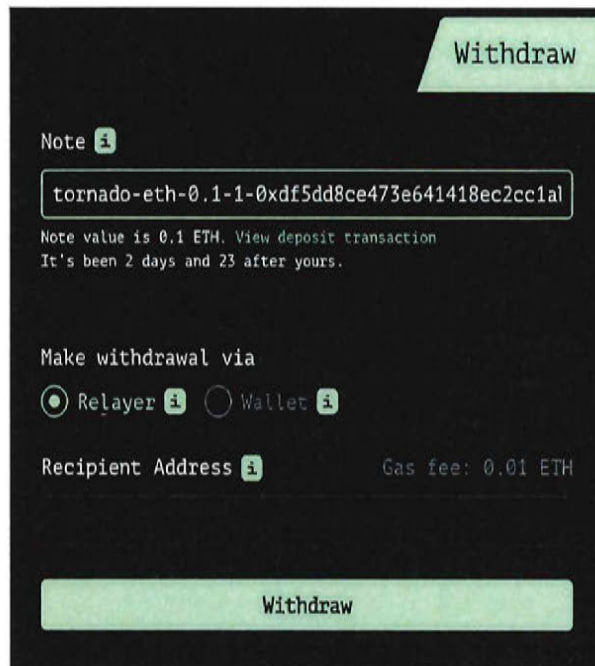 Withdraw
Note i
tornado-eth-0.1-1-0xdf5dd8ce473e641418ec2cc1a
Note value is 0.1 ETH. View deposit transaction
It's been 2 days and 23 after yours.
Make withdrawal via
Relayer i Wallet i
Recipient Address i Gas fee: 0.01 ETH
Withdraw